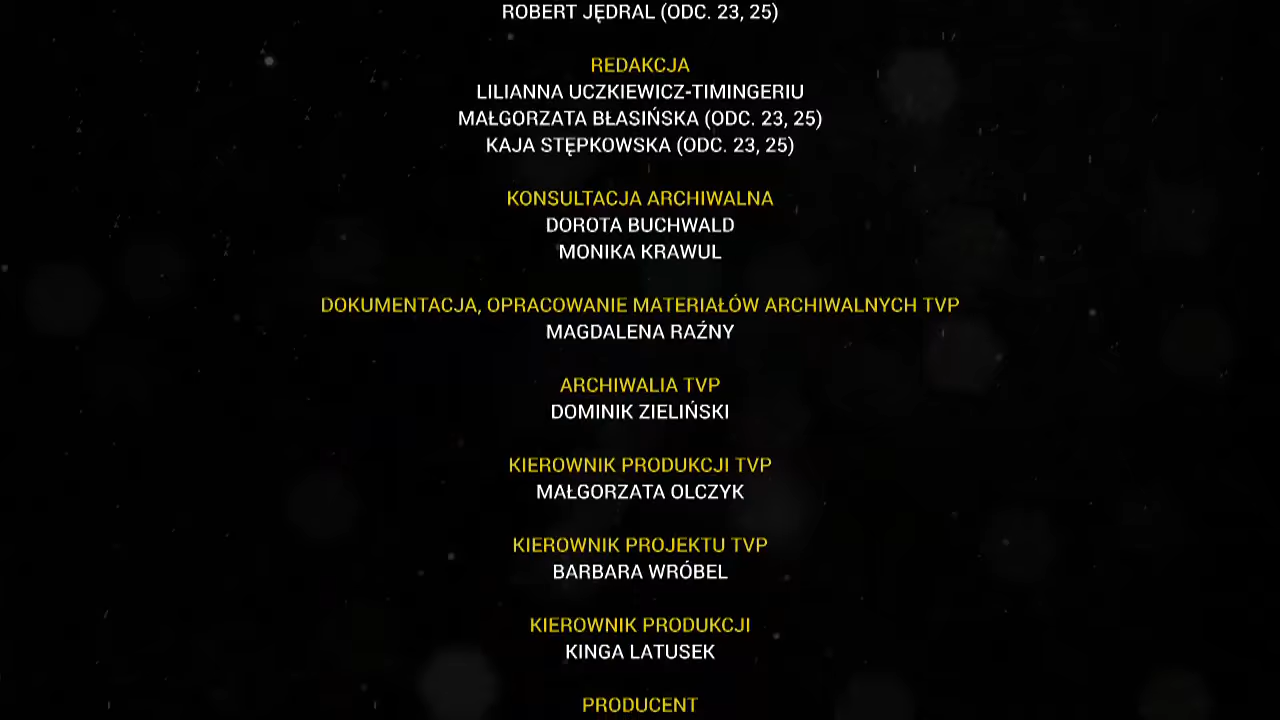 ROBERT JĘDRAL (ODC. 23, 25)
REDAKCJA
LILIANNA UCZKIEWICZ-TIMINGERIU
MAŁGORZATA BŁASIŃSKA (ODC. 23, 25)
KAJA STĘPKOWSKA (ODC. 23, 25)
KONSULTACJA ARCHIWALNA
DOROTA BUCHWALD
MONIKA KRAWUL
DOKUMENTACJA, OPRACOWANIE MATERIAŁÓW ARCHIWALNYCH TVP
MAGDALENA RAŹNY
ARCHIWALIA TVP
DOMINIK ZIELIŃSKI
KIEROWNIK PRODUKCJI TVP
MAŁGORZATA OLCZYK
KIEROWNIK PROJEKTU TVP
BARBARA WRÓBEL
KIEROWNIK PRODUKCJI
KINGA LATUSEK
PRODUCENT